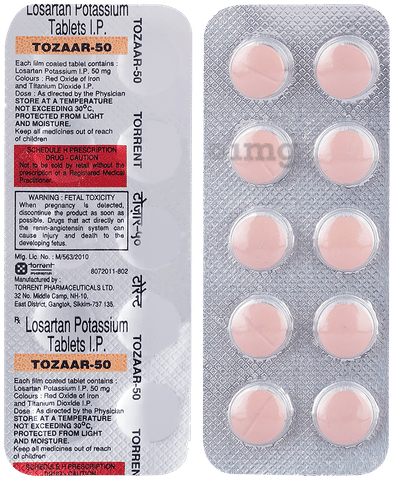 Losartan Potassium
Tablets I.P.
TOZAAR-50
Each film coated tablet contains :
Losartan Potassium I.P. 50 mg
Colours : Red Oxide of Iron
and Titanium Dioxide I.P.
Dose : As directed by the Physician
STORE AT A TEMPERATURE
NOT EXCEEDING 30°C,
PROTECTED FROM LIGHT
AND MOISTURE.
Keep all medicines out of reach
of children
SCHEDULE H PRESCRIPTION
DRUG - CAUTION
Not to be sold by retail without the
prescription of a Registered Medical
Practitioner.
WARNING : FETAL TOXICITY
When pregnancy is detected,
discontinue the product as soon as
possible. Drugs that act directly on
the renin-angiotensin system can
cause injury and death to the
developing fetus.
Mfg. Lic. No. : M/563/2010
torrent
PHARMA
8072011-802
Manufactured by :
TORRENT PHARMACEUTICALS LTD.
32 No. Middle Camp, NH-10,
East District, Gangtok, Sikkim-737 135.
Rx Losartan Potassium
Tablets I.P.
TOZAAR-50
Each film coated tablet contains :
Losartan Potassium I.P. 50 mg
Colours : Red Oxide of Iron
and Titanium Dioxide I.P.
Dose : As directed by the Physician
STORE AT A TEMPERATURE
NOT EXCEEDING 30°C,
PROTECTED FROM LIGHT
AND MOISTURE.
Keep all medicines out of reach
of children
SCHEDULE H PRESCRIPTION
DRUG - CAUTION
TOZAAR-50
TORRENT
टोज़ार-५०
टोरेंट
TOZAAR-50
TORRENT
1mg